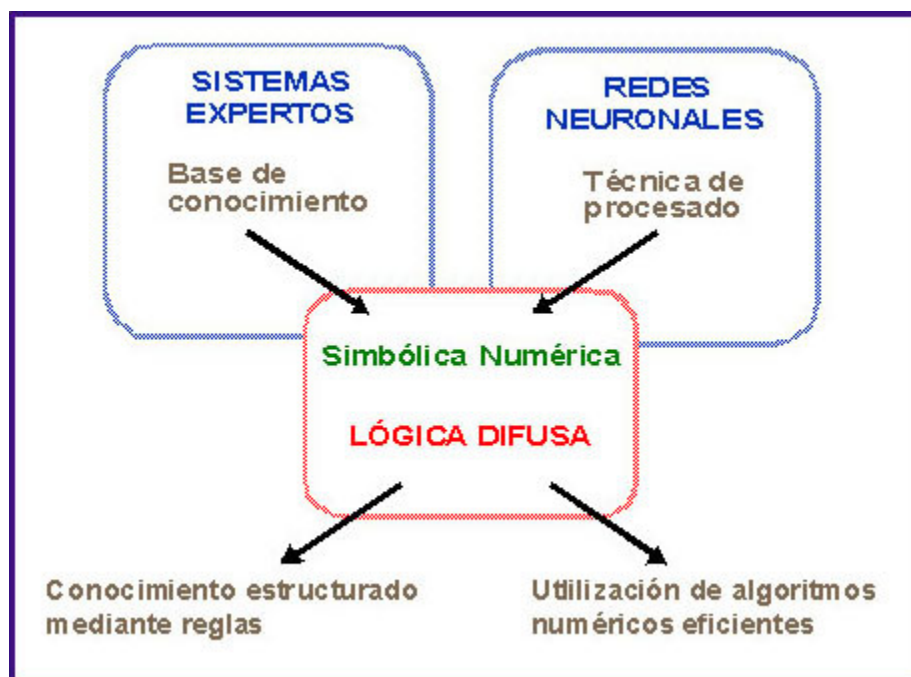 SISTEMAS
EXPERTOS
Base de
conocimiento
REDES
NEURONALES
Técnica de
procesado
Simbólica Numérica
LÓGICA DIFUSA
Conocimiento estructurado
mediante reglas
Utilización de algoritmos
numéricos eficientes